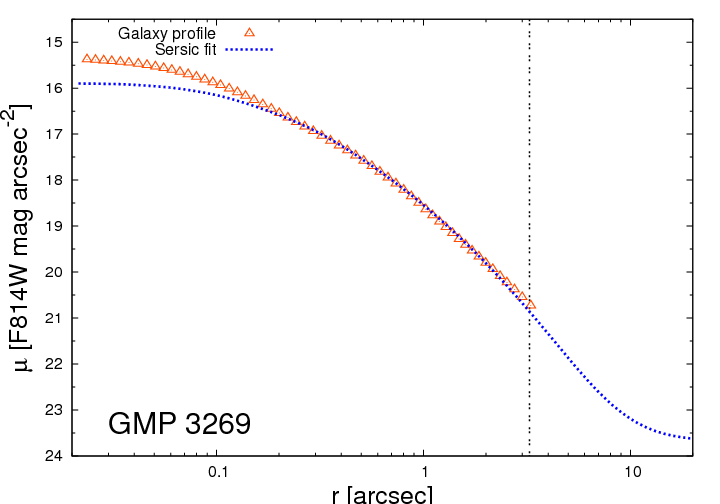 Galaxy profile
Sersic fit
15
16
17
18
19
20
21
22
23
24
μ [F814W mag arcsec-2]
GMP 3269
0.1
1
10
r [arcsec]